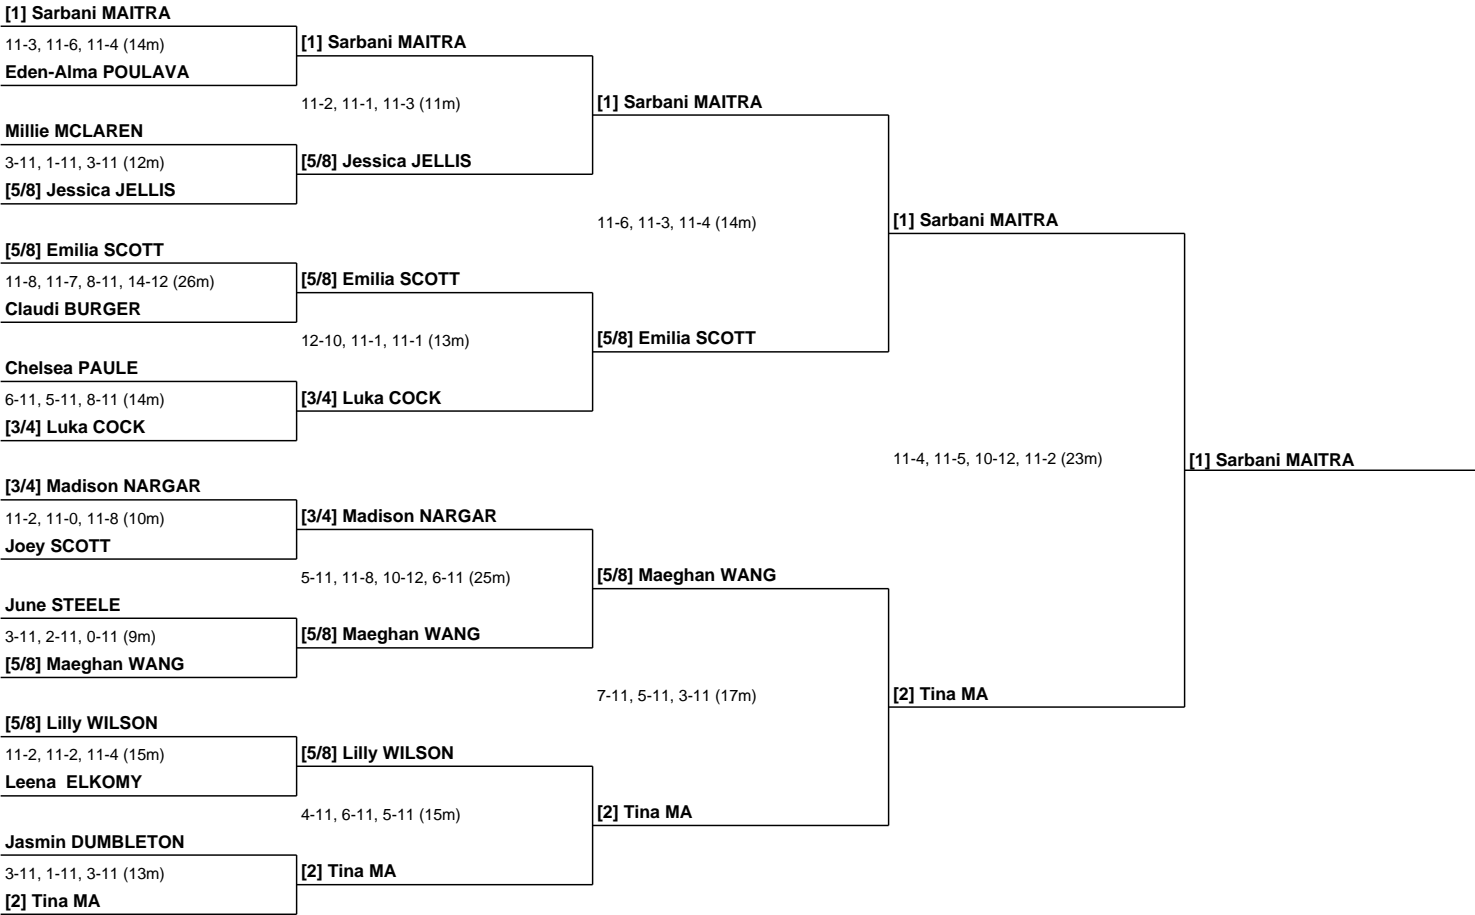 [1] Sarbani MAITRA
11-3, 11-6, 11-4 (14m)
Eden-Alma POULAVA
Millie MCLAREN
3-11, 1-11, 3-11 (12m)
[5/8] Jessica JELLIS
[5/8] Emilia SCOTT
11-8, 11-7, 8-11, 14-12 (26m)
Claudi BURGER
Chelsea PAULE
6-11, 5-11, 8-11 (14m)
[3/4] Luka COCK
[3/4] Madison NARGAR
11-2, 11-0, 11-8 (10m)
Joey SCOTT
June STEELE
3-11, 2-11, 0-11 (9m)
[5/8] Maeghan WANG
[5/8] Lilly WILSON
11-2, 11-2, 11-4 (15m)
Leena  ELKOMY
Jasmin DUMBLETON
3-11, 1-11, 3-11 (13m)
[2] Tina MA
[1] Sarbani MAITRA
11-2, 11-1, 11-3 (11m)
[5/8] Jessica JELLIS
[5/8] Emilia SCOTT
12-10, 11-1, 11-1 (13m)
[3/4] Luka COCK
[3/4] Madison NARGAR
5-11, 11-8, 10-12, 6-11 (25m)
[5/8] Maeghan WANG
[5/8] Lilly WILSON
4-11, 6-11, 5-11 (15m)
[2] Tina MA
[1] Sarbani MAITRA
11-6, 11-3, 11-4 (14m)
[5/8] Emilia SCOTT
[5/8] Maeghan WANG
7-11, 5-11, 3-11 (17m)
[2] Tina MA
[1] Sarbani MAITRA
11-4, 11-5, 10-12, 11-2 (23m)
[2] Tina MA
[1] Sarbani MAITRA